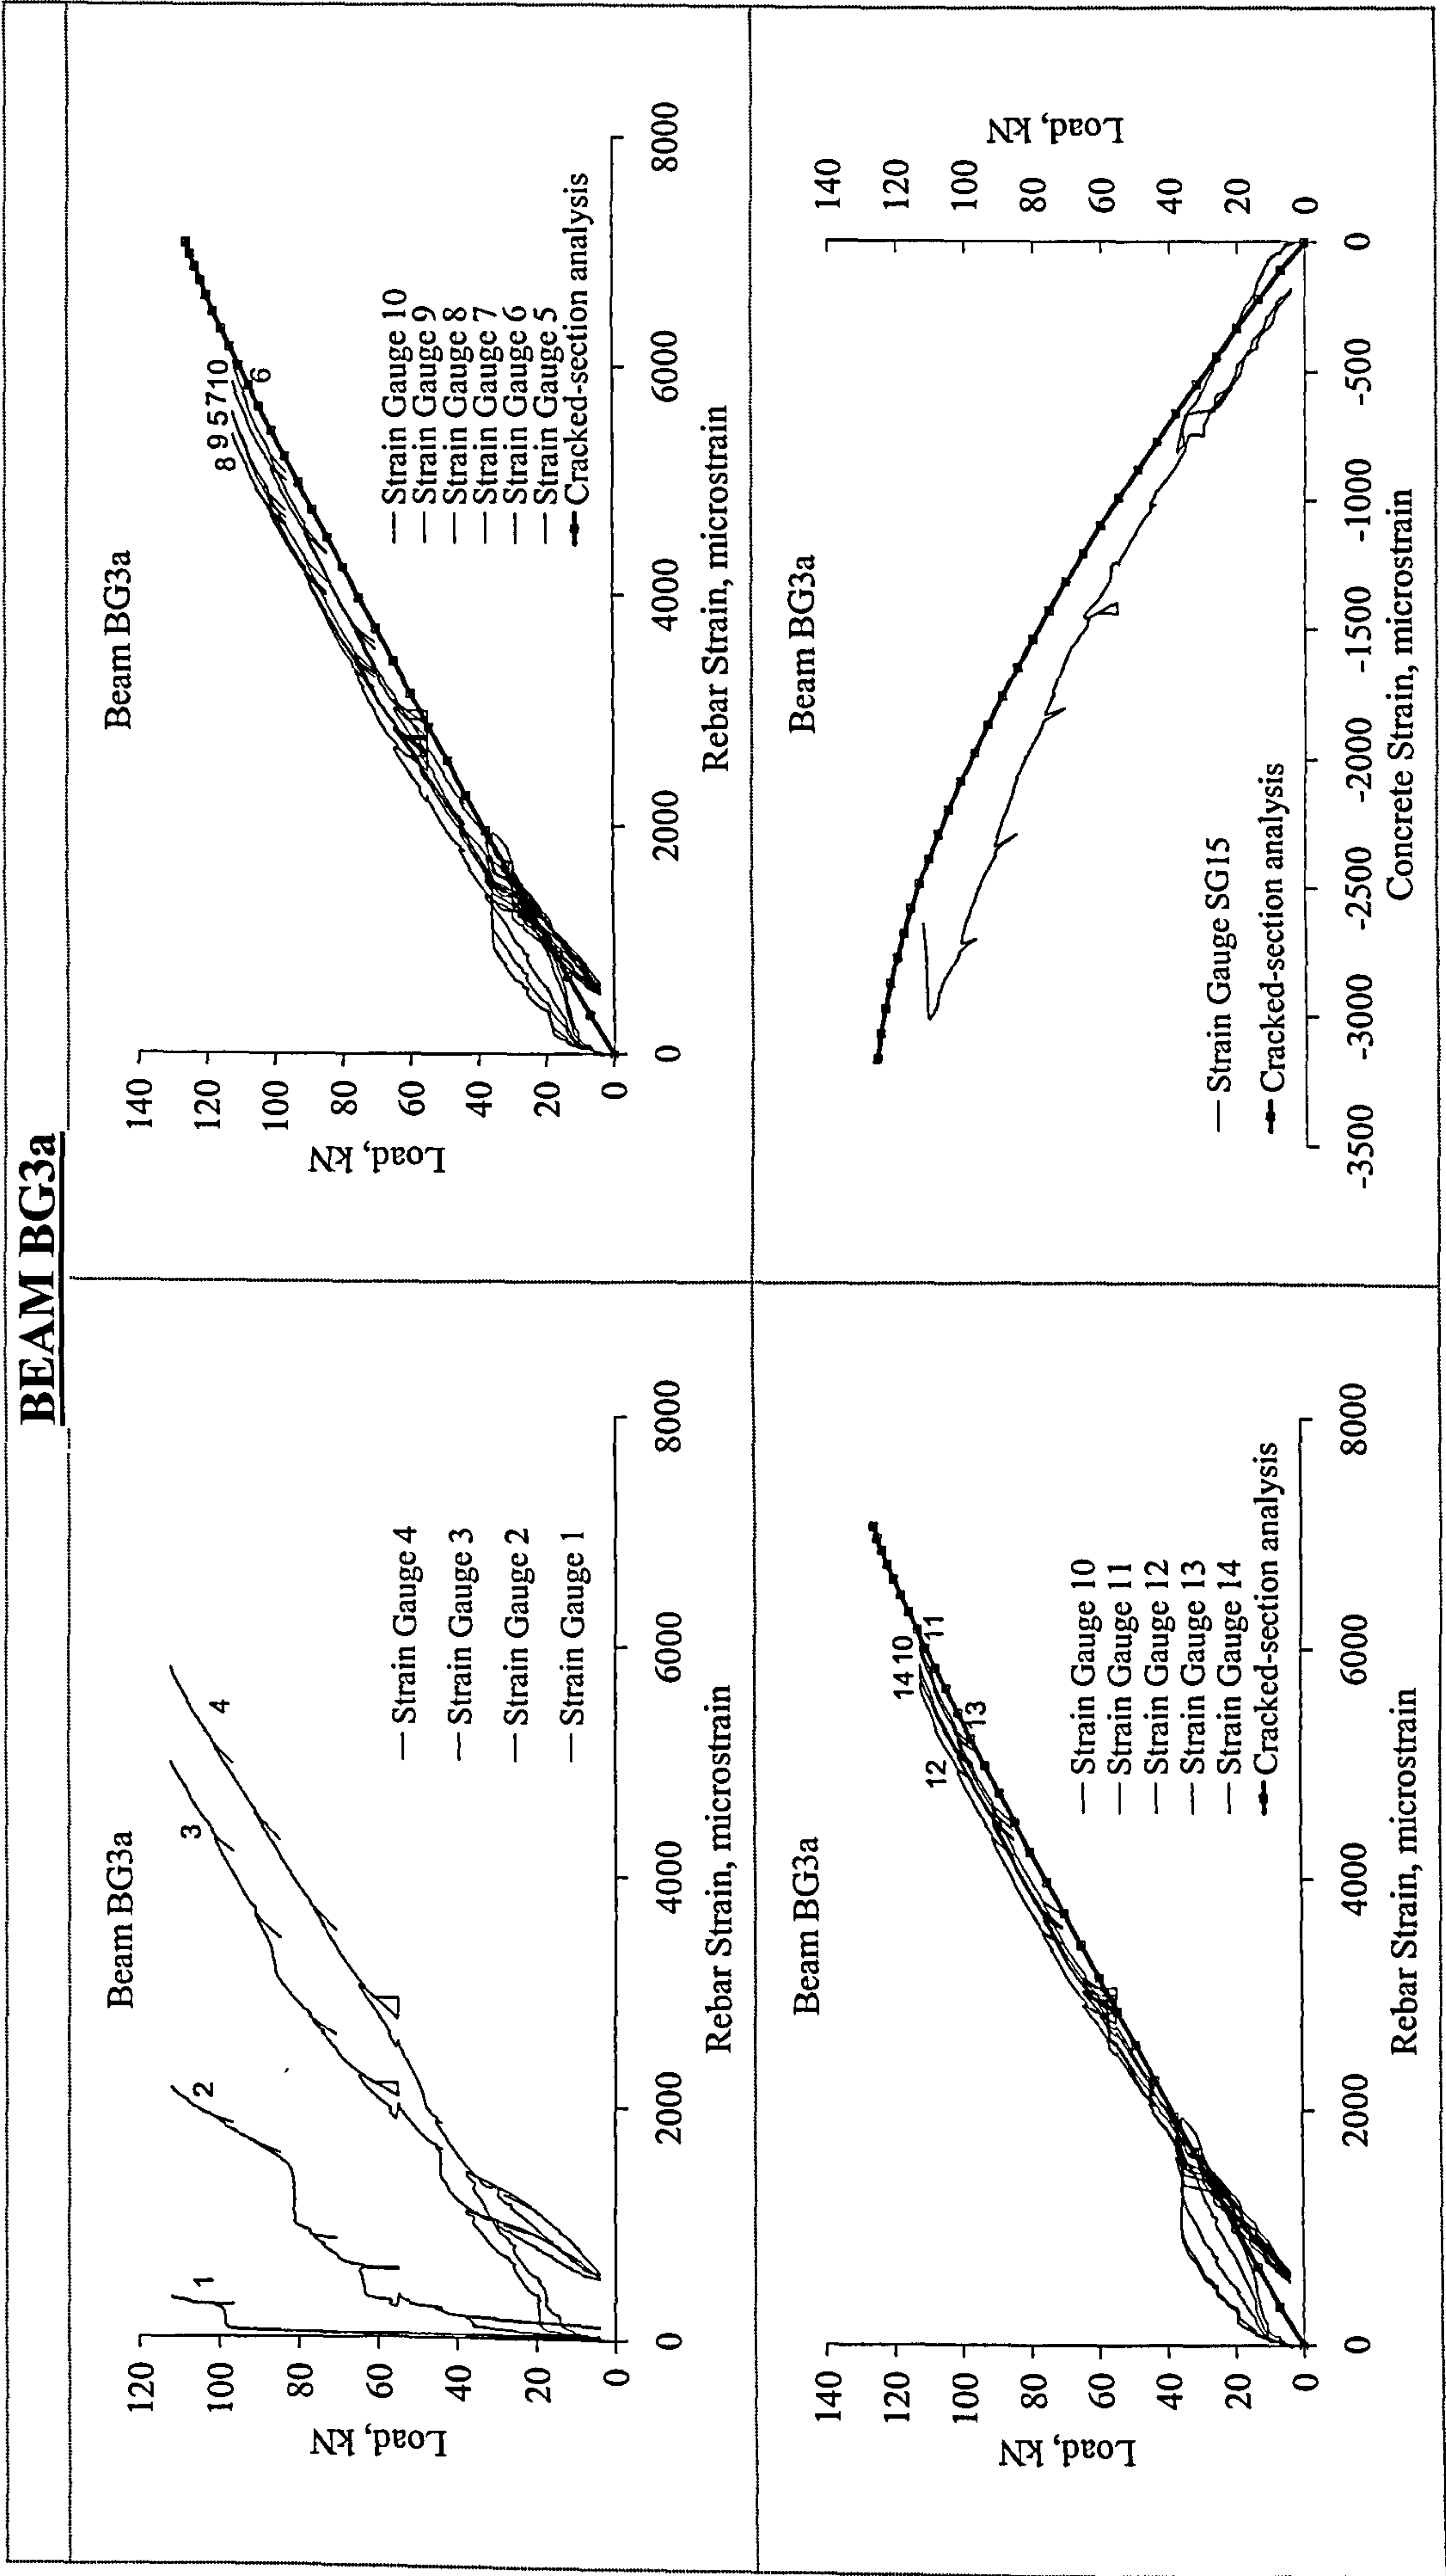 BEAM BG3a
Beam BG3a
120
100
80
60
40
20
0
Load, kN
0
2000
4000
6000
8000
Rebar Strain, microstrain
1
2
3
4
Strain Gauge 4
Strain Gauge 3
Strain Gauge 2
Strain Gauge 1
Beam BG3a
140
120
100
80
60
40
20
0
Load, kN
0
2000
4000
6000
8000
Rebar Strain, microstrain
8 9 5 7 10
6
Strain Gauge 10
Strain Gauge 9
Strain Gauge 8
Strain Gauge 7
Strain Gauge 6
Strain Gauge 5
Cracked-section analysis
Beam BG3a
140
120
100
80
60
40
20
0
Load, kN
0
2000
4000
6000
8000
Rebar Strain, microstrain
12
14 10
13
11
Strain Gauge 10
Strain Gauge 11
Strain Gauge 12
Strain Gauge 13
Strain Gauge 14
Cracked-section analysis
Beam BG3a
140
120
100
80
60
40
20
0
Load, kN
-3500
-3000
-2500
-2000
-1500
-1000
-500
0
Concrete Strain, microstrain
Strain Gauge SG15
Cracked-section analysis